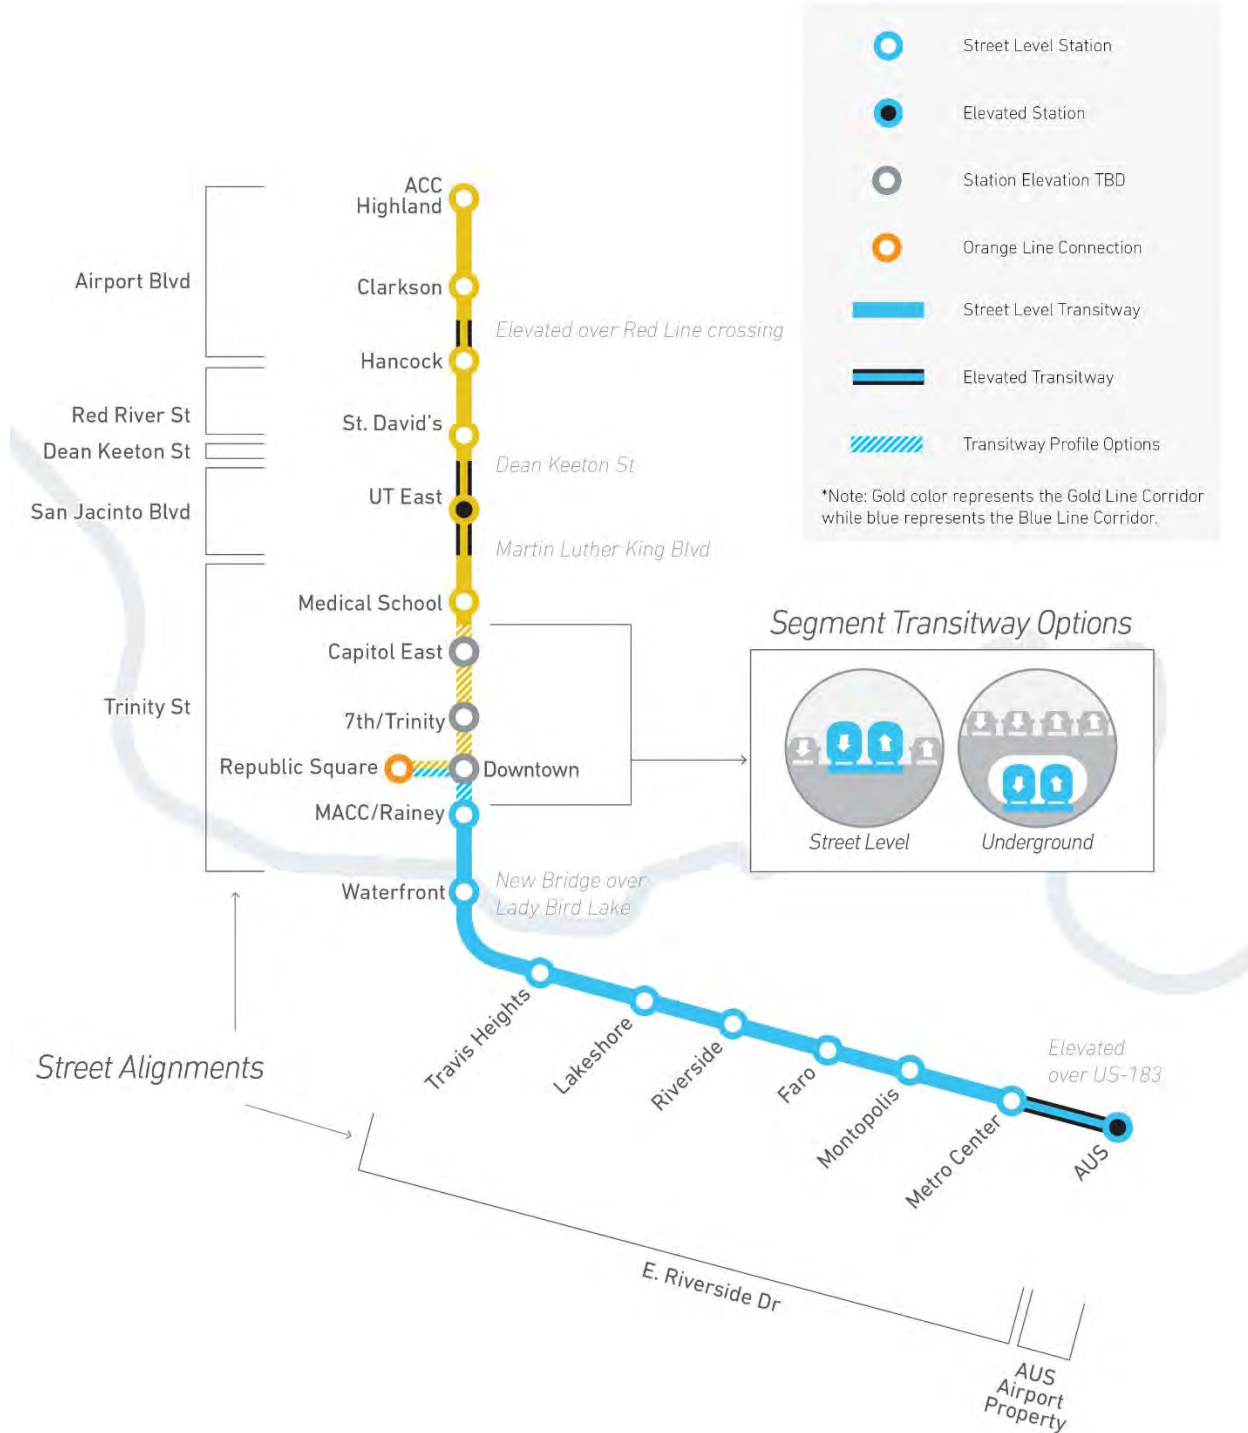 Street Level Station
Elevated Station
Station Elevation TBD
Orange Line Connection
Street Level Transitway
Elevated Transitway
Transitway Profile Options
*Note: Gold color represents the Gold Line Corridor
while blue represents the Blue Line Corridor.
ACC
Highland
Clarkson
Elevated over Red Line crossing
Hancock
St. David's
Dean Keeton St
UT East
Martin Luther King Blvd
Medical School
Capitol East
7th/Trinity
Republic Square
Downtown
MACC/Rainey
Waterfront
New Bridge over
Lady Bird Lake
Airport Blvd
Red River St
Dean Keeton St
San Jacinto Blvd
Trinity St
Segment Transitway Options
Street Level
Underground
Travis Heights
Lakeshore
Riverside
Faro
Montopolis
Metro Center
AUS
Elevated
over US-183
Street Alignments
E. Riverside Dr
AUS
Airport
Property